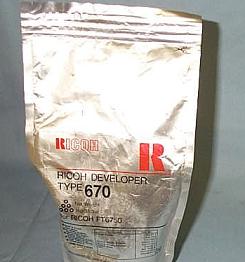 RICOH
R
RICOH DEVELOPER
TYPE 670
RICOH FT6750